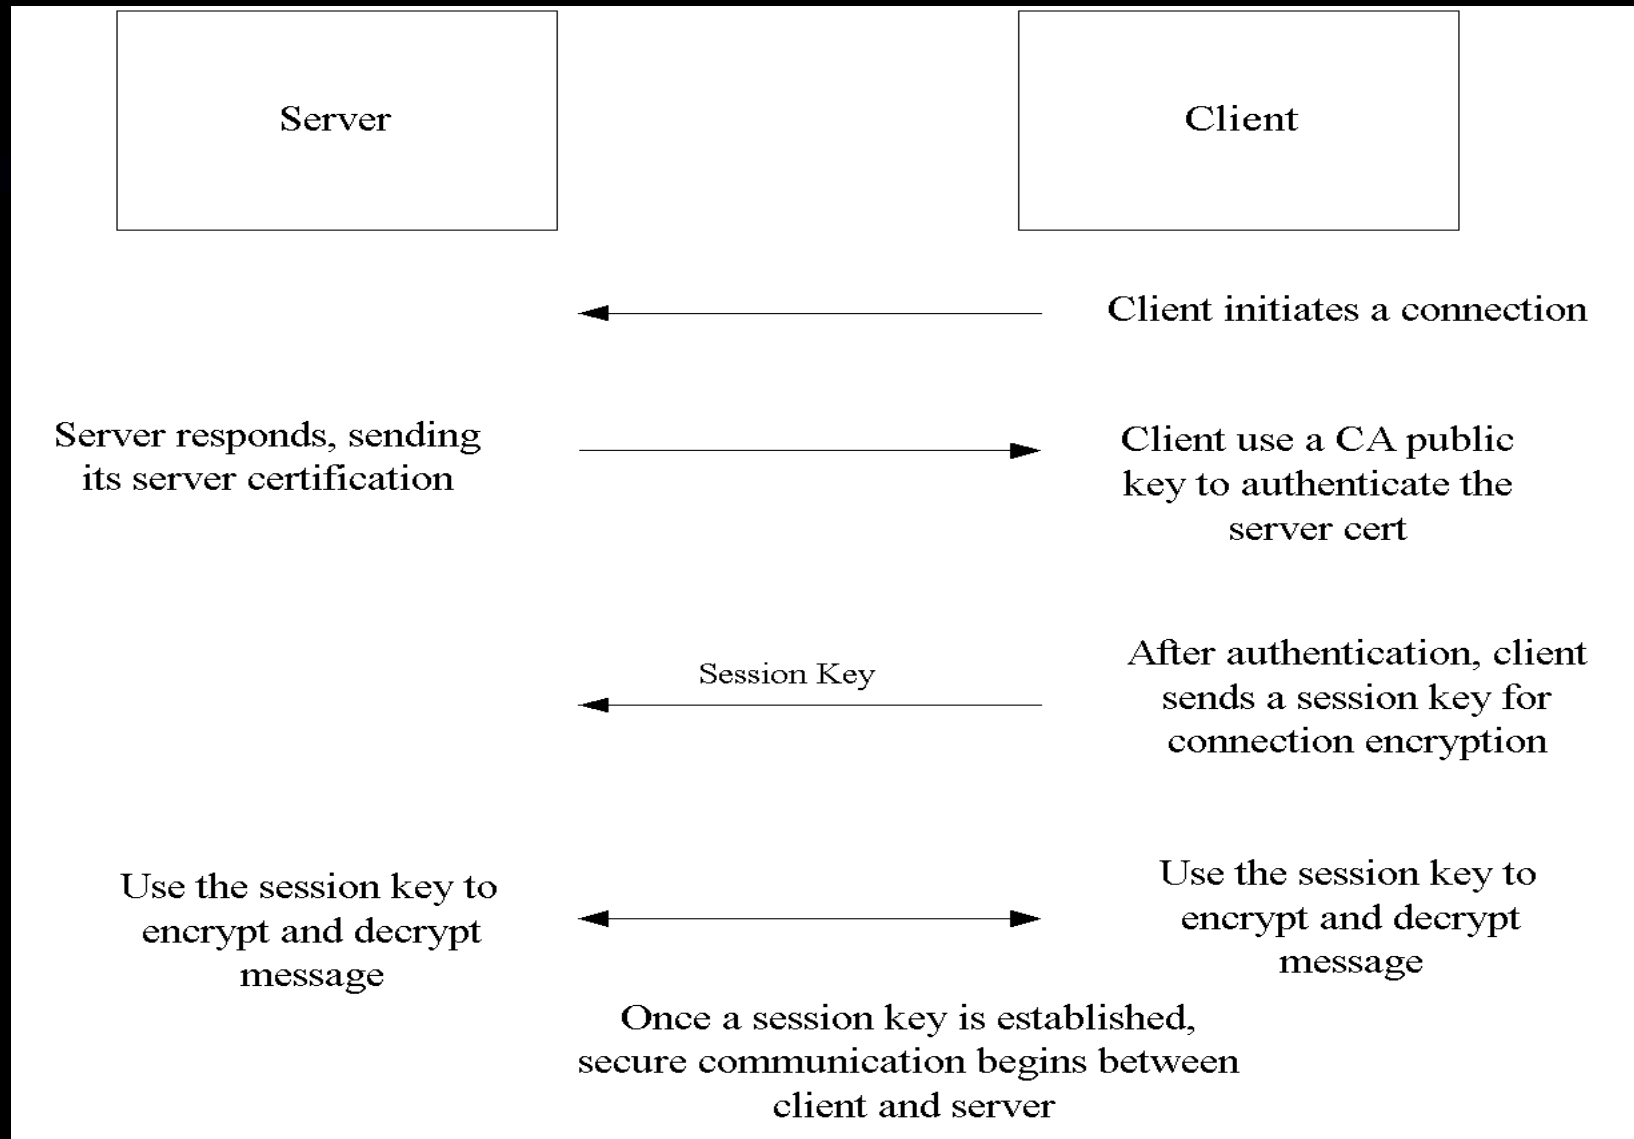 Server
Client
Client initiates a connection
Server responds, sending
its server certification
Client use a CA public
key to authenticate the
server cert
Session Key
After authentication, client
sends a session key for
connection encryption
Use the session key to
encrypt and decrypt
message
Use the session key to
encrypt and decrypt
message
Once a session key is established,
secure communication begins between
client and server